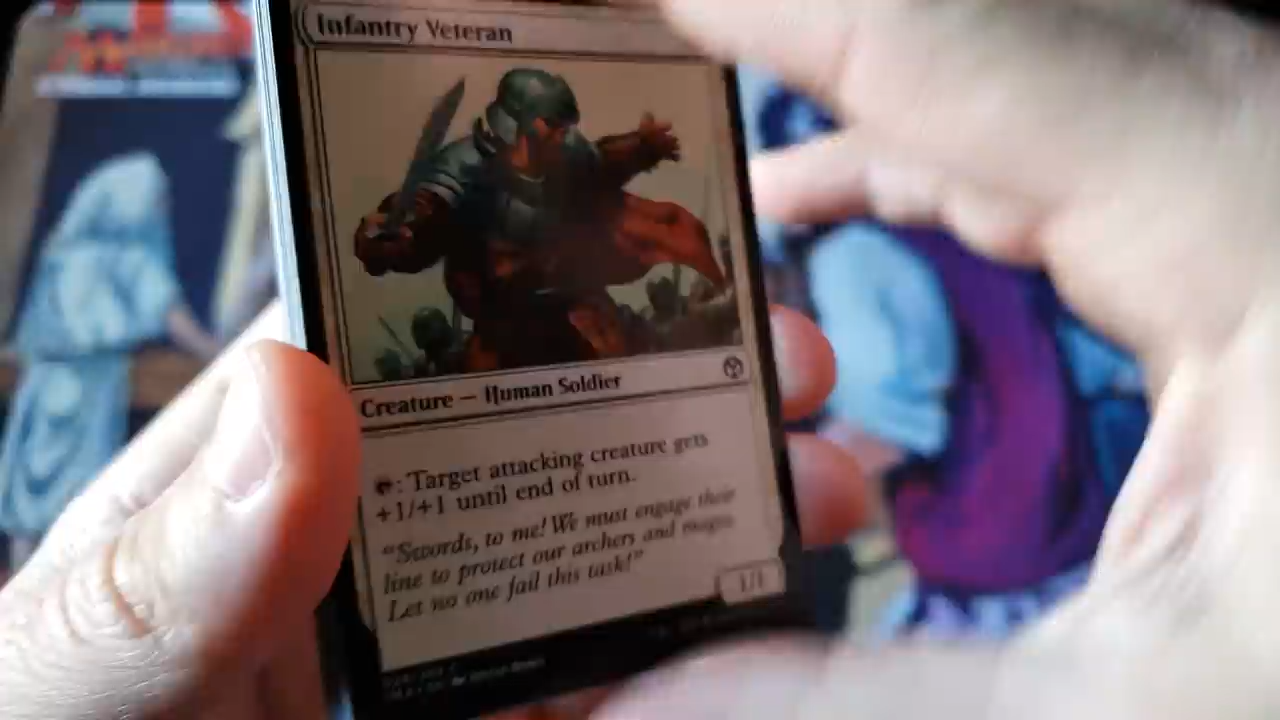 Infantry Veteran
Creature — Human Soldier
: Target attacking creature gets
+1/+1 until end of turn.
"Swords, to me! We must engage their
line to protect our archers and mages.
Let no one fail this task!"
1/1